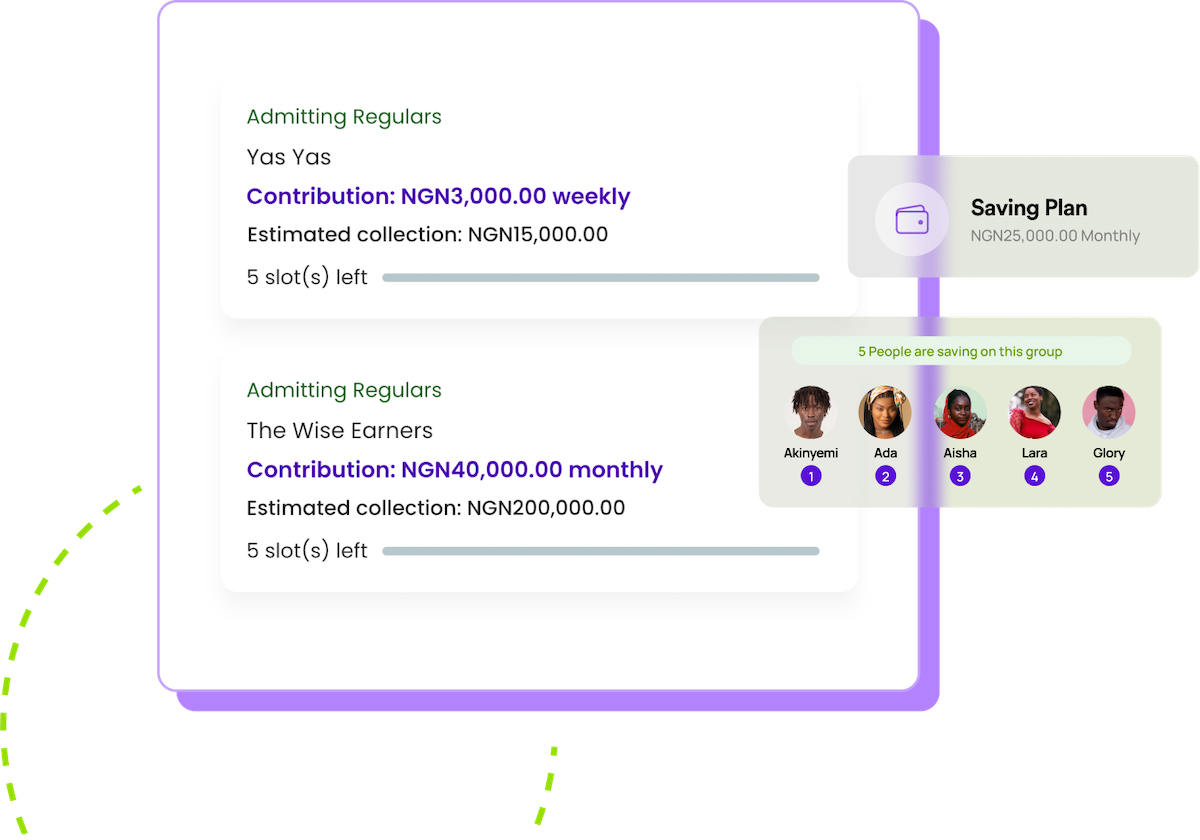 Admitting Regulars
Yas Yas
Contribution: NGN3,000.00 weekly
Estimated collection: NGN15,000.00
5 slot(s) left
Saving Plan
NGN25,000.00 Monthly
5 People are saving on this group
Akinyemi Ada Aisha Lara Glory
1 2 3 4 5
Admitting Regulars
The Wise Earners
Contribution: NGN40,000.00 monthly
Estimated collection: NGN200,000.00
5 slot(s) left